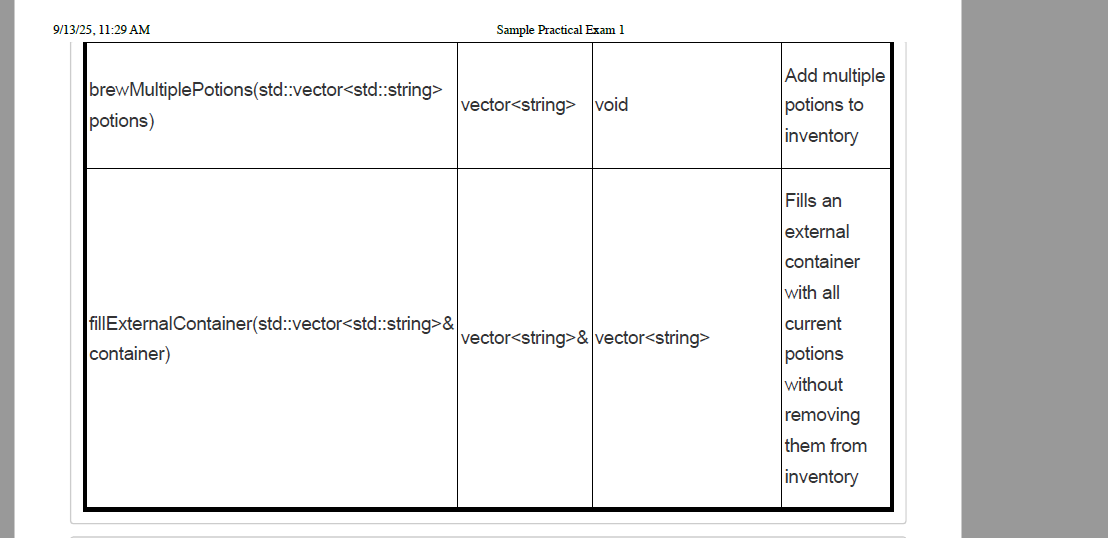 9/13/25, 11:29 AM
Sample Practical Exam 1
brewMultiplePotions(std::vector<std::string>
potions)
vector<string>
void
Add multiple
potions to
inventory
fillExternalContainer(std::vector<std::string>&
container)
vector<string>&
vector<string>
Fills an
external
container
with all
current
potions
without
removing
them from
inventory